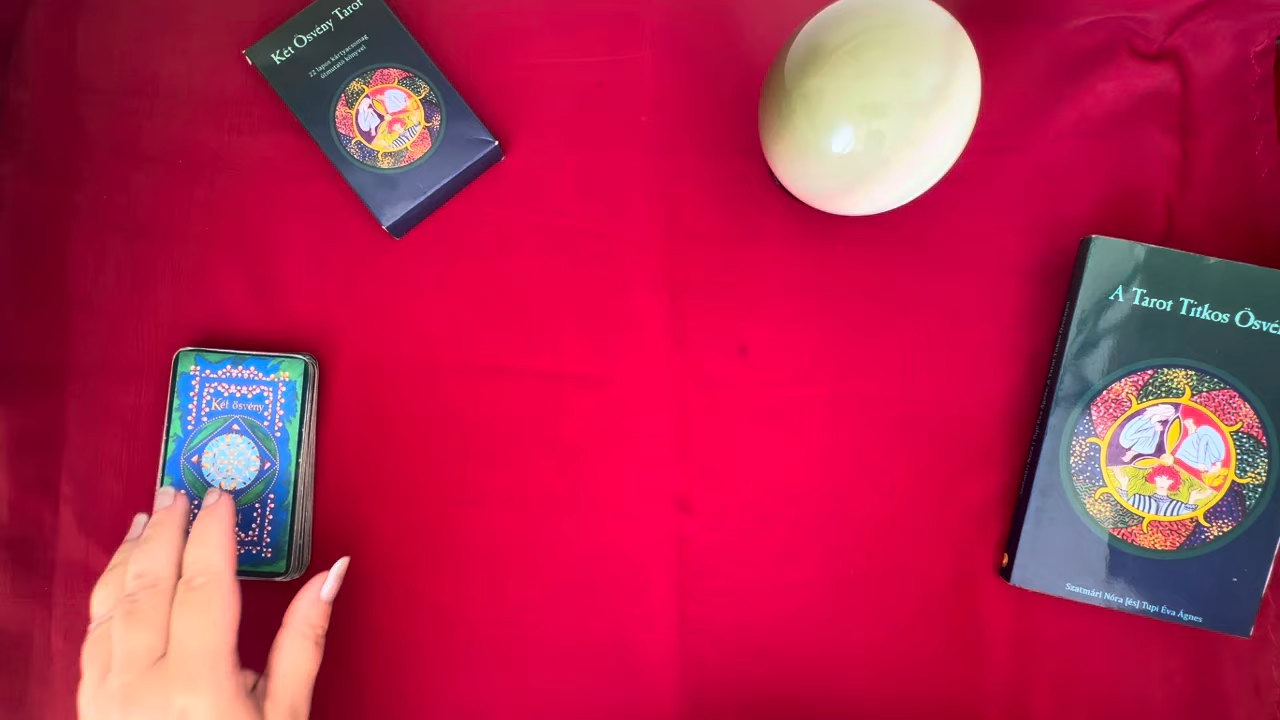 Két Ösvény Tarot
22 lapos kártyacsomag
útmutató könyvvel
Két ösvény
A Tarot Titkos Ösvé
Szatmári Nóra [és] Tupi Éva Ágnes